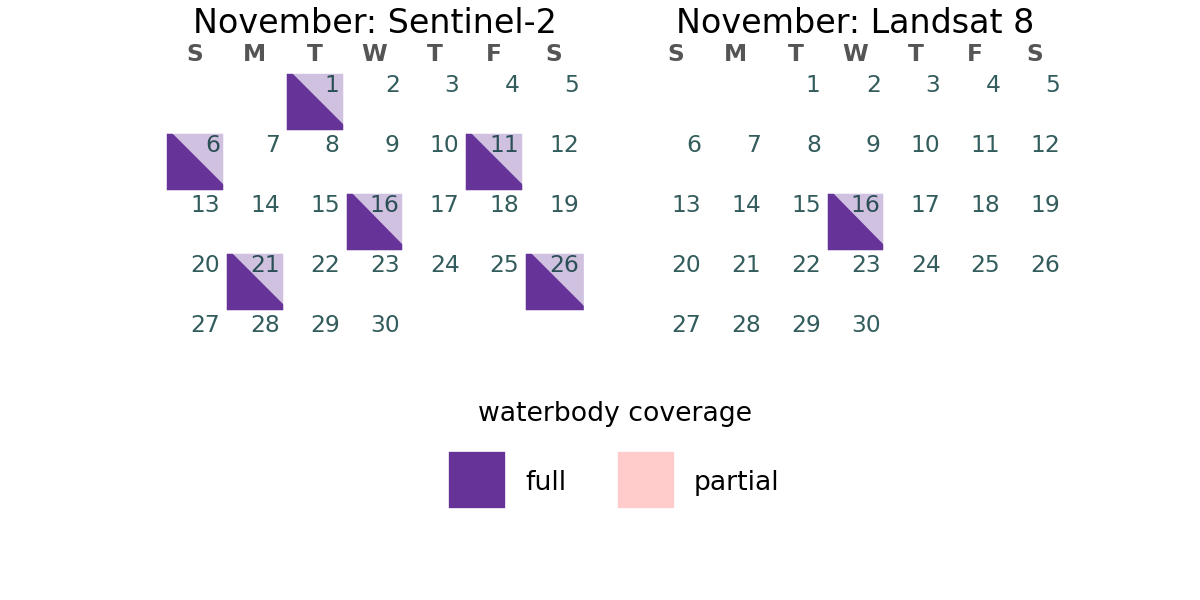 November: Sentinel-2
S M T W T F S
1 2 3 4 5
6 7 8 9 10 11 12
13 14 15 16 17 18 19
20 21 22 23 24 25 26
27 28 29 30
November: Landsat 8
S M T W T F S
1 2 3 4 5
6 7 8 9 10 11 12
13 14 15 16 17 18 19
20 21 22 23 24 25 26
27 28 29 30
waterbody coverage
full partial